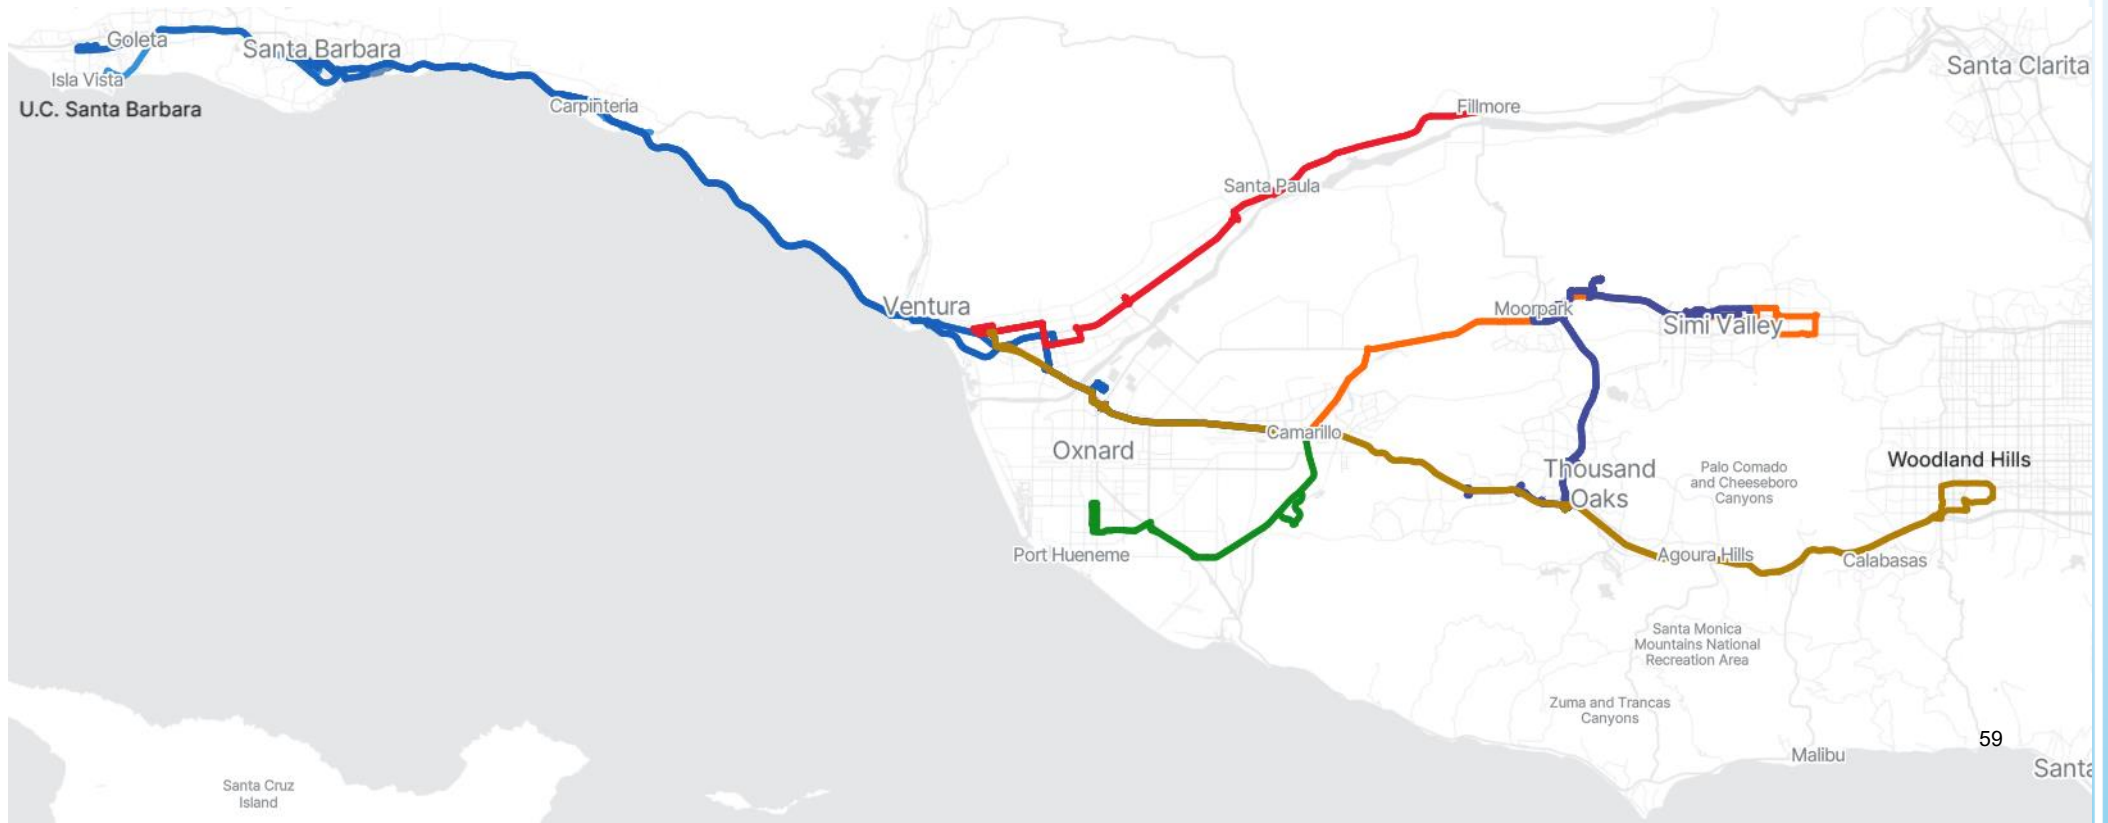 Goleta
Santa Barbara
Isla Vista
U.C. Santa Barbara
Carpinteria
Santa Clarita
Fillmore
Santa Paula
Ventura
Moorpark
Simi Valley
Camarillo
Oxnard
Thousand
Oaks
Palo Comado
and Cheeseboro
Canyons
Woodland Hills
Port Hueneme
Agoura Hills
Calabasas
Santa Monica
Mountains National
Recreation Area
Zuma and Trancas
Canyons
59
Malibu
Santa
Santa Cruz
Island